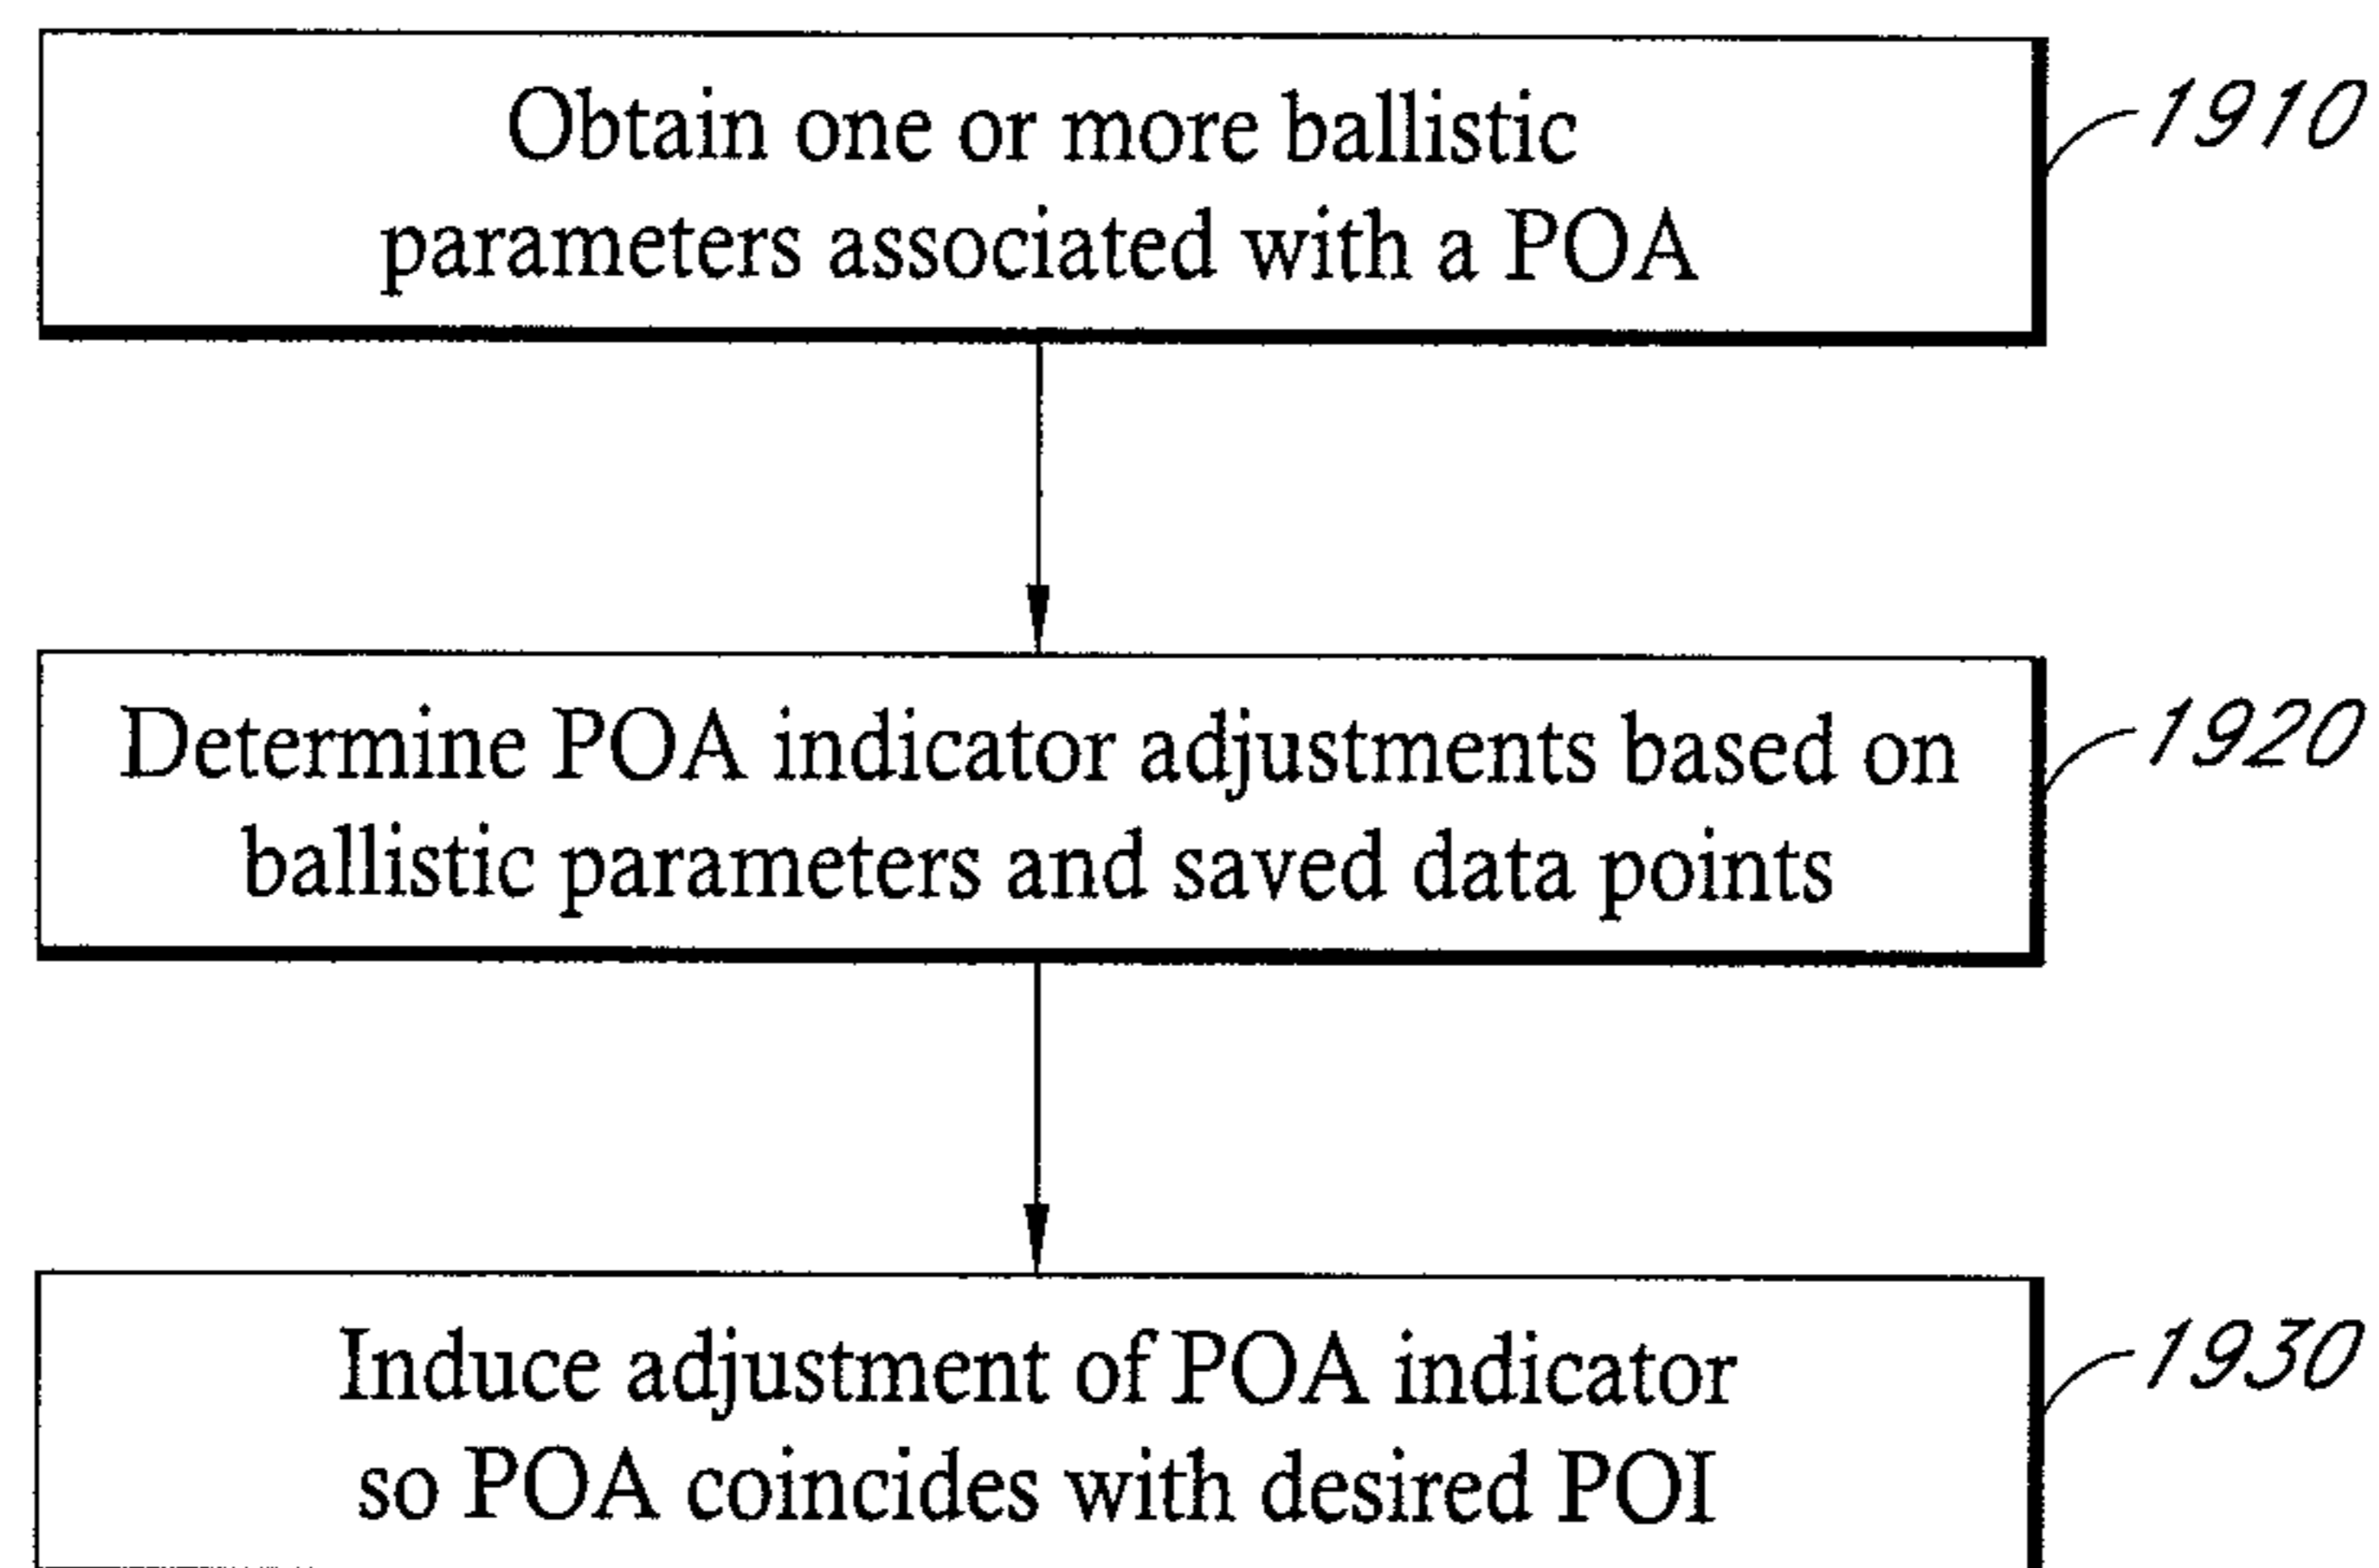 Obtain one or more ballistic
parameters associated with a POA
1910
Determine POA indicator adjustments based on
ballistic parameters and saved data points
1920
Induce adjustment of POA indicator
so POA coincides with desired POI
1930